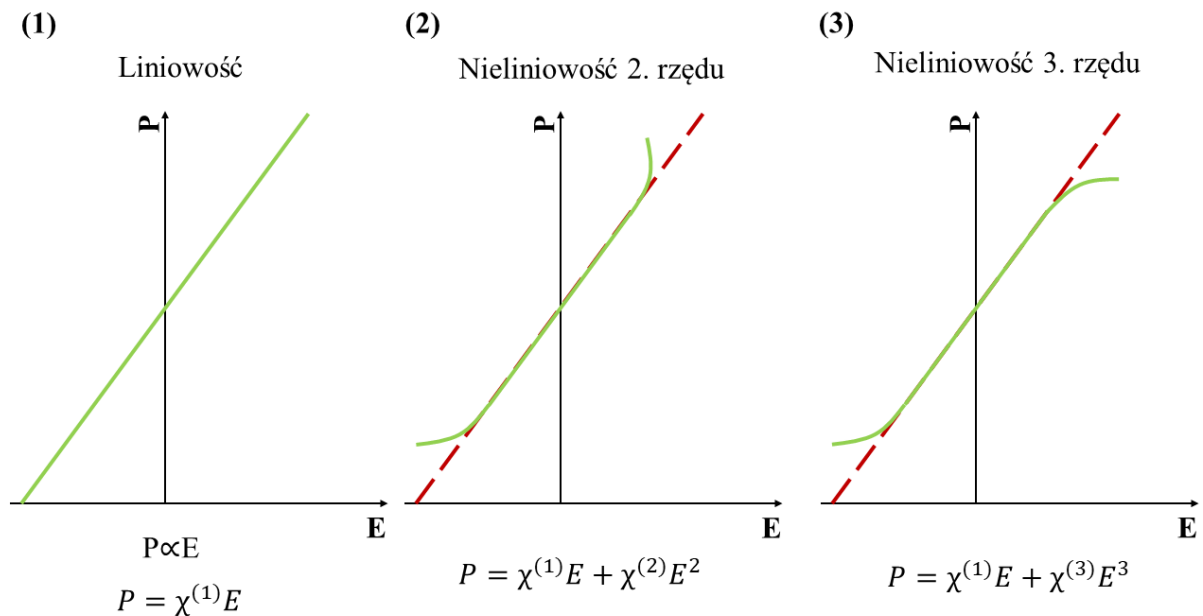 (1)
Liniowość
P
E
P∝E
P = χ⁽¹⁾E
(2)
Nieliniowość 2. rzędu
P
E
P = χ⁽¹⁾E + χ⁽²⁾E²
(3)
Nieliniowość 3. rzędu
P
E
P = χ⁽¹⁾E + χ⁽³⁾E³